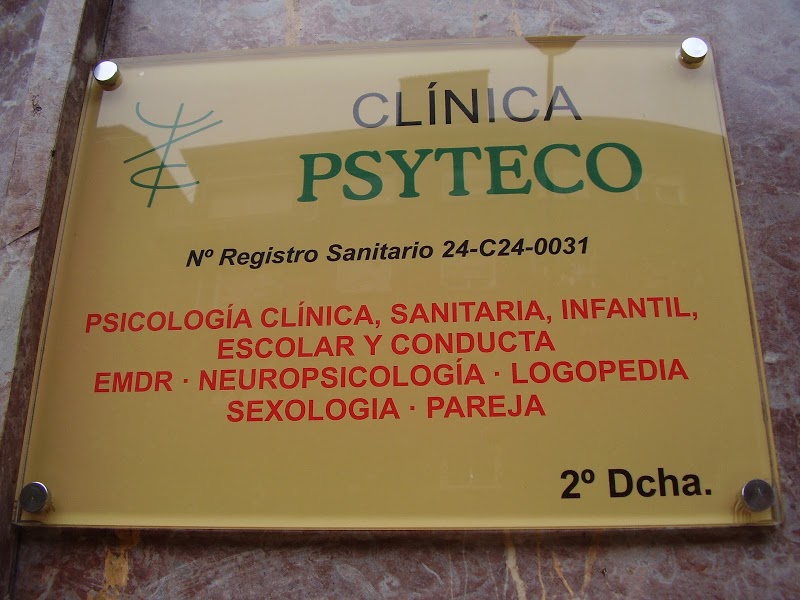 CLÍNICA
PSYTECO
Nº Registro Sanitario 24-C24-0031
PSICOLOGÍA CLÍNICA, SANITARIA, INFANTIL,
ESCOLAR Y CONDUCTA
EMDR · NEUROPSICOLOGÍA · LOGOPEDIA
SEXOLOGIA · PAREJA
2º Dcha.